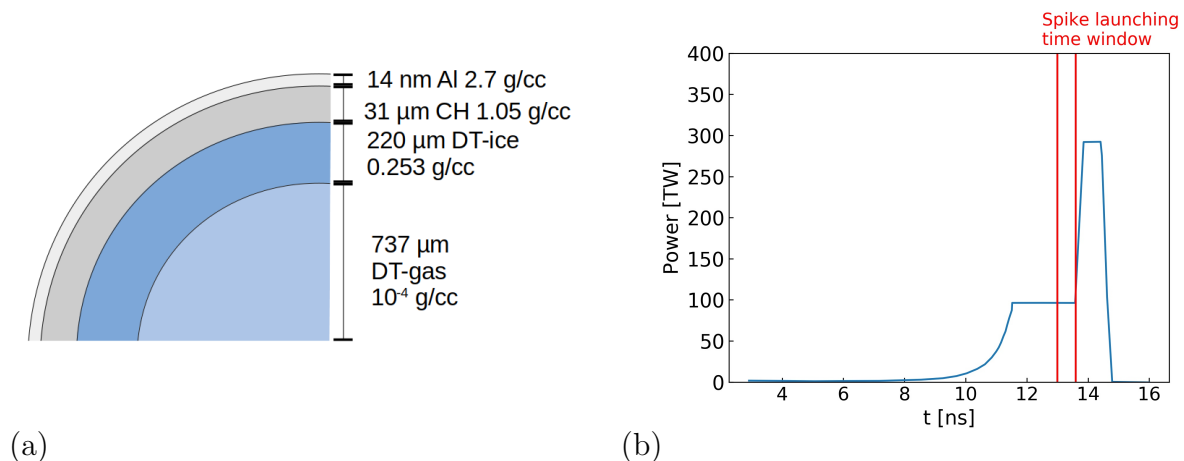 14 nm Al 2.7 g/cc
31 µm CH 1.05 g/cc
220 µm DT-ice
0.253 g/cc
737 µm
DT-gas
10⁻⁴ g/cc
(a)
Spike launching
time window
400
350
300
250
200
150
100
50
0
Power [TW]
4 6 8 10 12 14 16
t [ns]
(b)